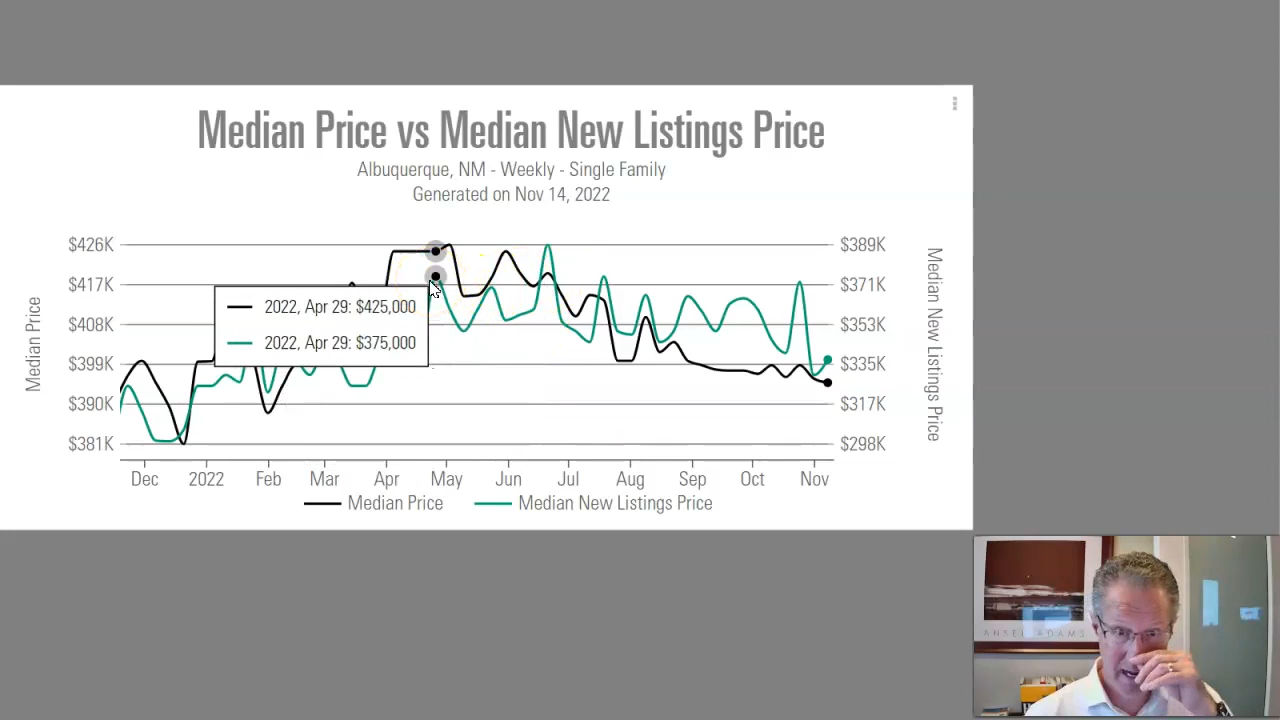 Median Price vs Median New Listings Price
Albuquerque, NM - Weekly - Single Family
Generated on Nov 14, 2022
$426K
$417K
$408K
$399K
$390K
$381K
Median Price
$389K
$371K
$353K
$335K
$317K
$298K
Median New Listings Price
2022, Apr 29: $425,000
2022, Apr 29: $375,000
Dec 2022 Feb Mar Apr May Jun Jul Aug Sep Oct Nov
Median Price Median New Listings Price
ANSEL ADAMS